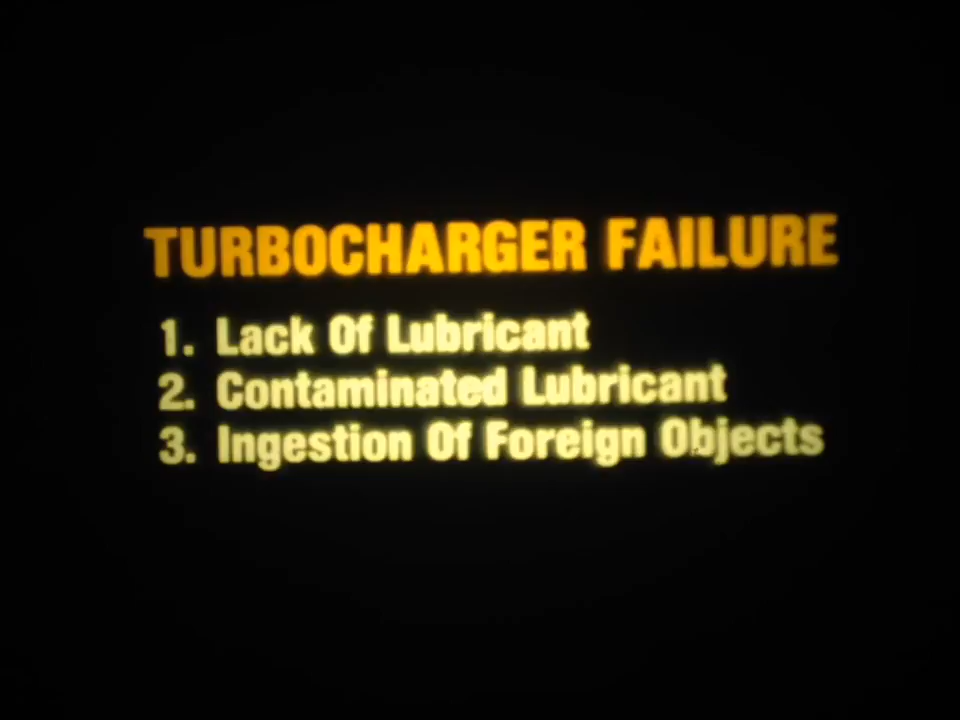 TURBOCHARGER FAILURE
1. Lack Of Lubricant
2. Contaminated Lubricant
3. Ingestion Of Foreign Objects